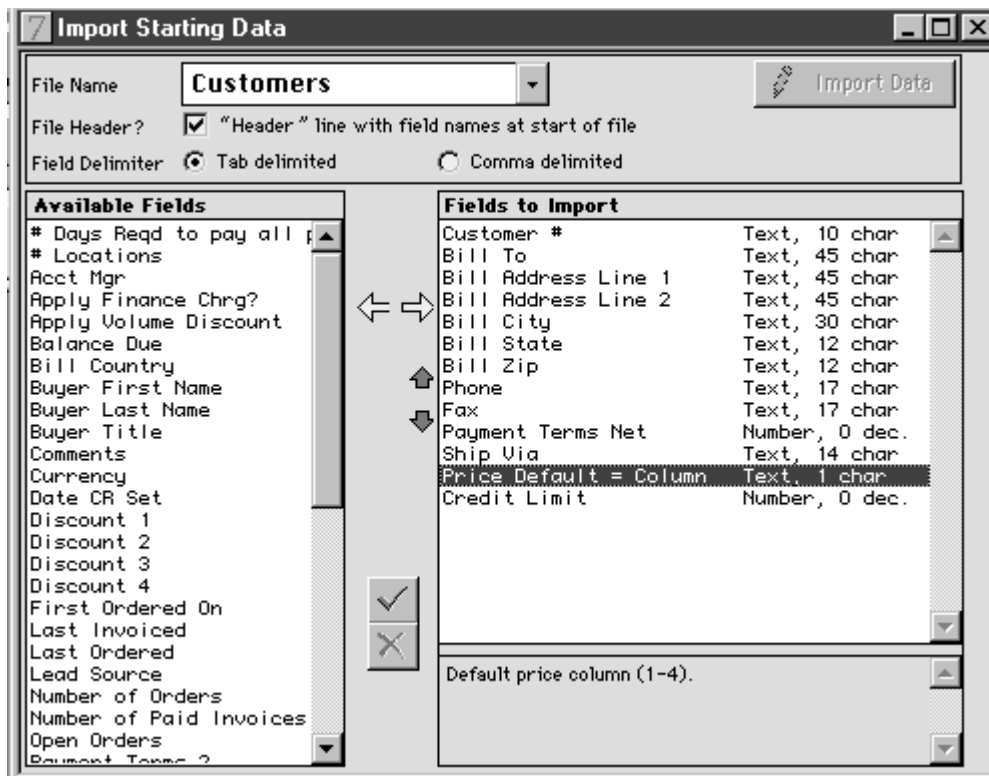 7 Import Starting Data
File Name Customers Import Data
File Header? "Header" line with field names at start of file
Field Delimiter Tab delimited Comma delimited
Available Fields
# Days Reqd to pay all
# Locations
Acct Mgr
Apply Finance Chrg?
Apply Volume Discount
Balance Due
Bill Country
Buyer First Name
Buyer Last Name
Buyer Title
Comments
Currency
Date CR Set
Discount 1
Discount 2
Discount 3
Discount 4
First Ordered On
Last Invoiced
Last Ordered
Lead Source
Number of Orders
Number of Paid Invoices
Open Orders
Payment Terms ?
Fields to Import
Customer # Text, 10 char
Bill To Text, 45 char
Bill Address Line 1 Text, 45 char
Bill Address Line 2 Text, 45 char
Bill City Text, 30 char
Bill State Text, 12 char
Bill Zip Text, 12 char
Phone Text, 17 char
Fax Text, 17 char
Payment Terms Net Number, 0 dec.
Ship Via Text, 14 char
Price Default = Column Text, 1 char
Credit Limit Number, 0 dec.
Default price column (1-4).